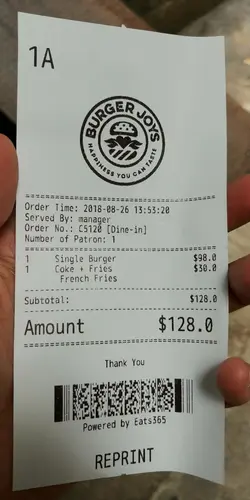 1A
BURGER JOYS
HAPPINESS YOU CAN TASTE
Order Time: 2018-08-26 13:53:20
Served By: manager
Order No.: C5120 [Dine-in]
Number of Patron: 1
1 Single Burger $98.0
1 Coke + Fries $30.0
French Fries
Subtotal: $128.0
Amount $128.0
Thank You
Powered by Eats365
REPRINT